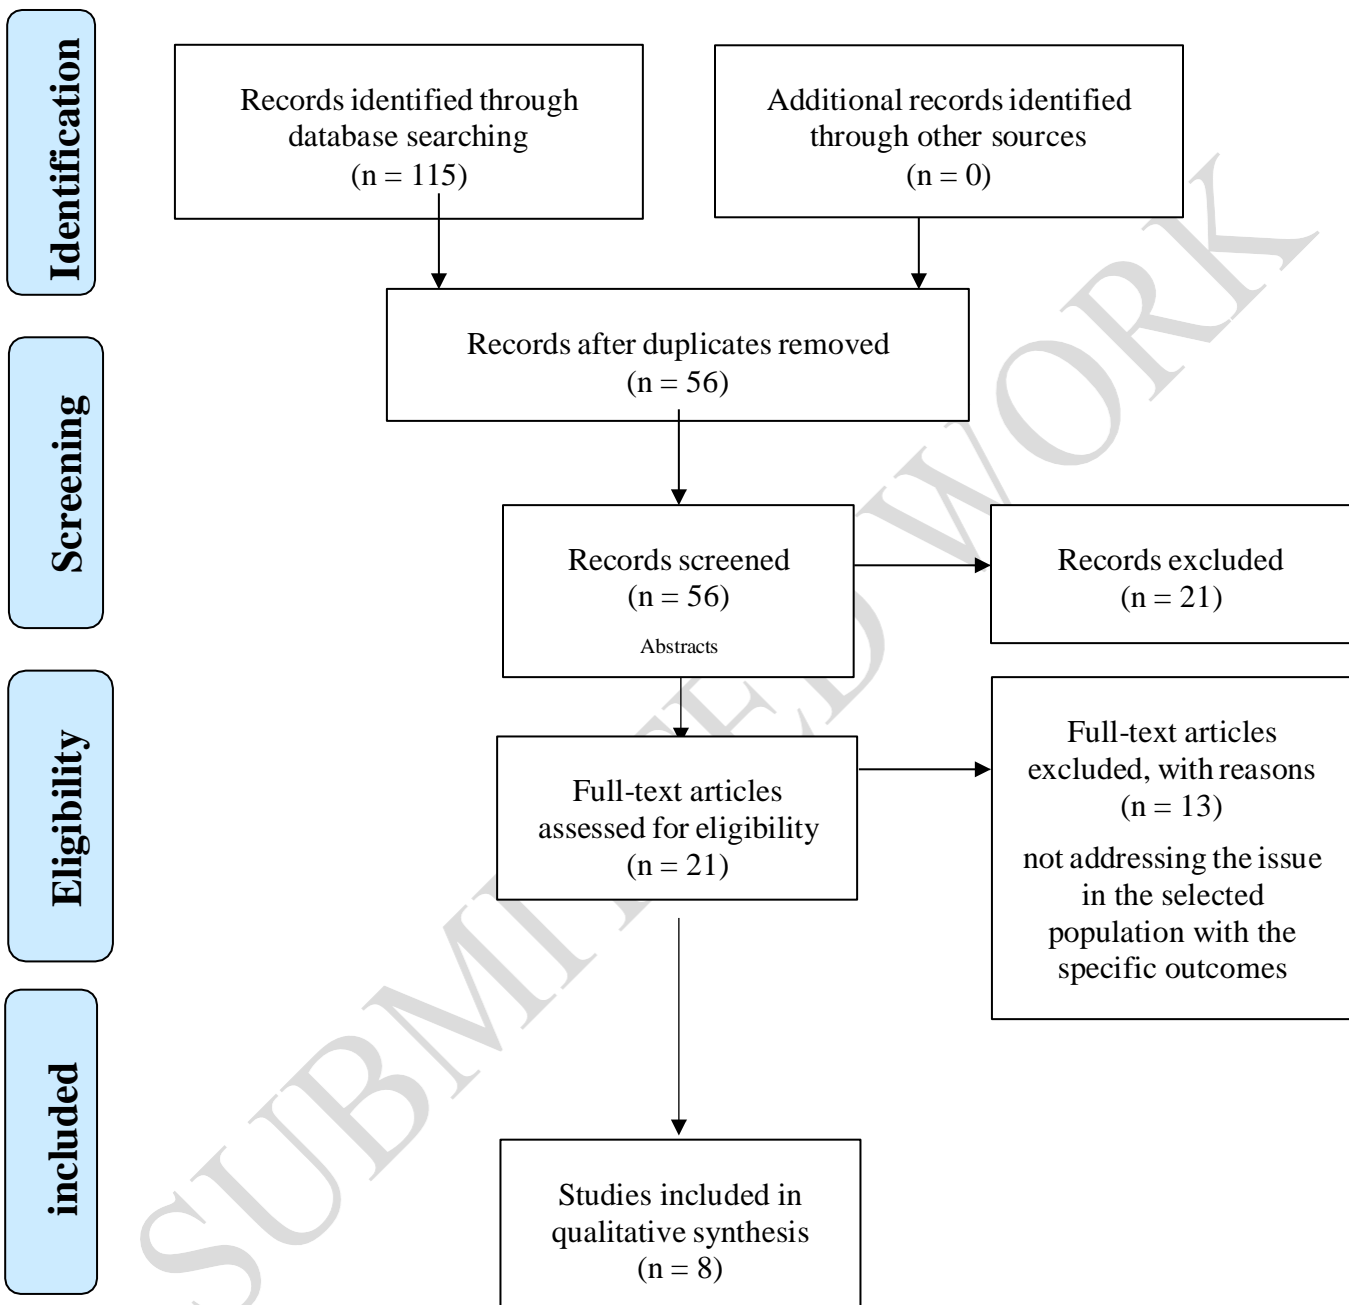 Identification
Records identified through
database searching
(n = 115)
Additional records identified
through other sources
(n = 0)
Records after duplicates removed
(n = 56)
Screening
Records screened
(n = 56)
Abstracts
Records excluded
(n = 21)
Eligibility
Full-text articles
assessed for eligibility
(n = 21)
Full-text articles
excluded, with reasons
(n = 13)
not addressing the issue
in the selected
population with the
specific outcomes
included
Studies included in
qualitative synthesis
(n = 8)
SUBMITTED WORK